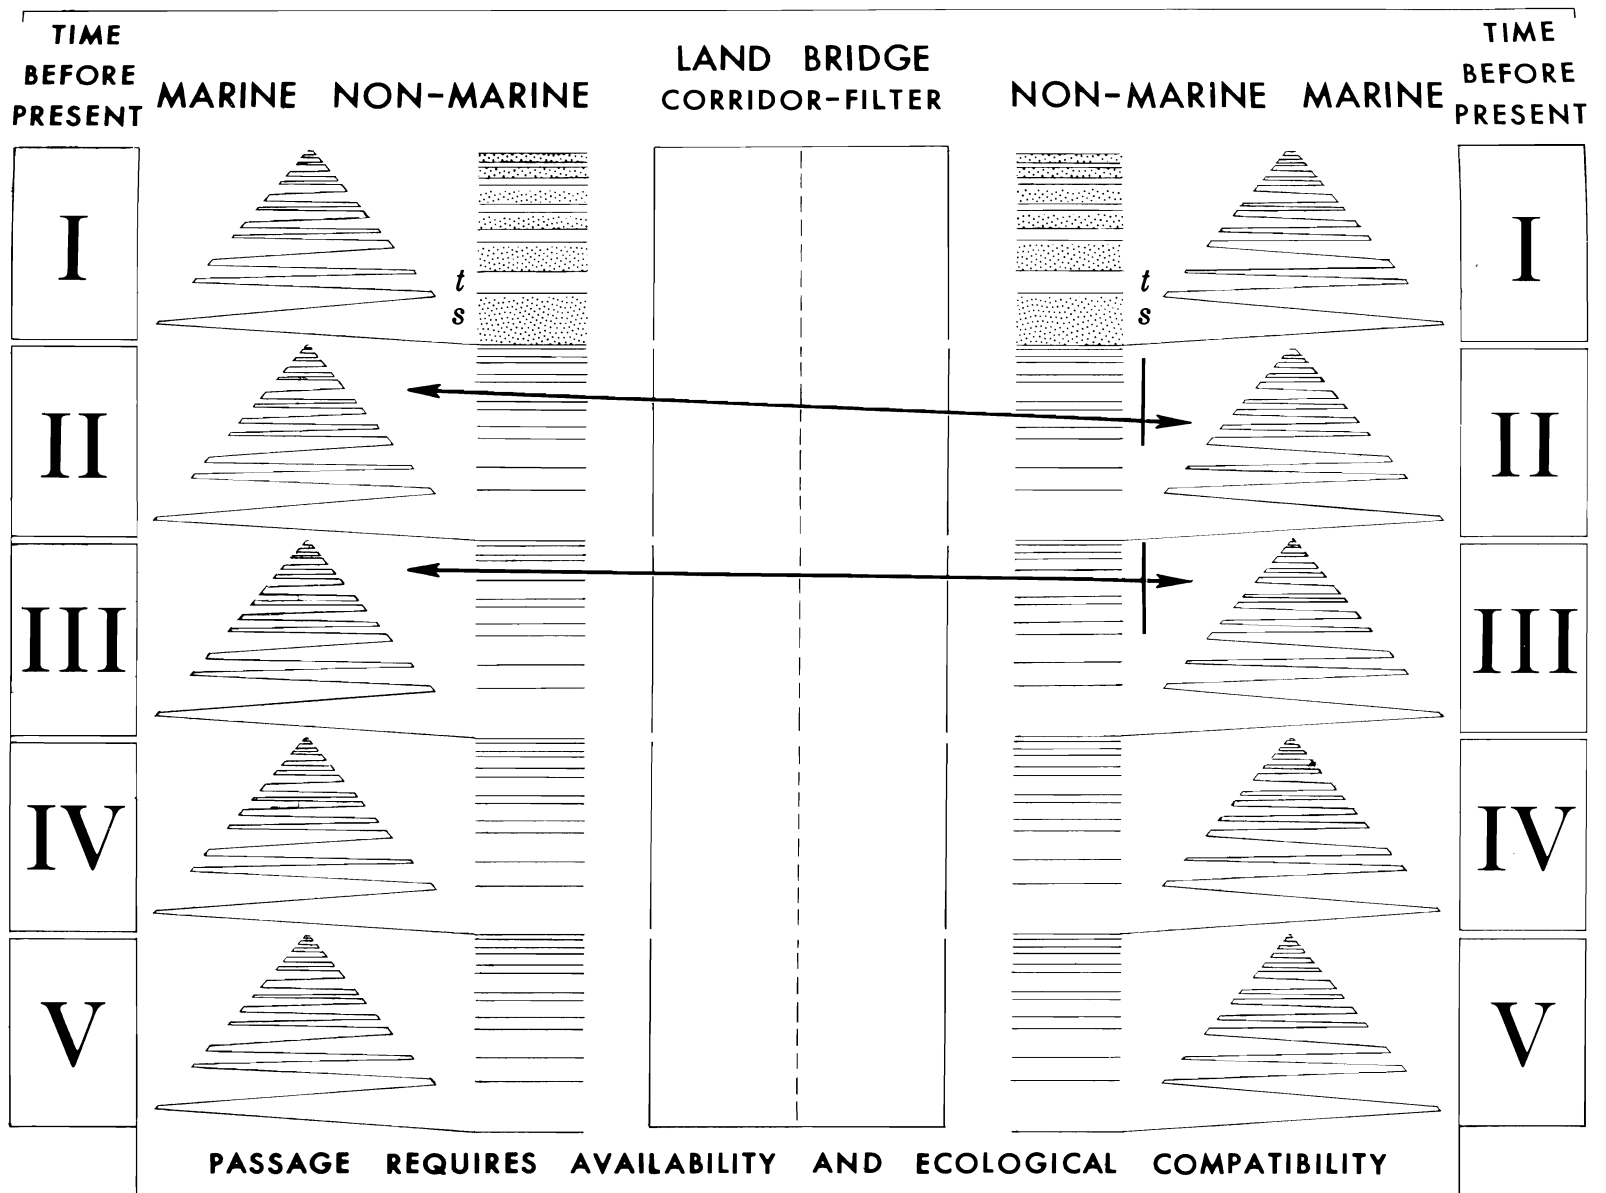 TIME
BEFORE
PRESENT
MARINE NON-MARINE
LAND BRIDGE
CORRIDOR-FILTER
NON-MARINE MARINE
TIME
BEFORE
PRESENT
I
t
s
t
s
I
II
II
III
III
IV
IV
V
V
PASSAGE REQUIRES AVAILABILITY AND ECOLOGICAL COMPATIBILITY